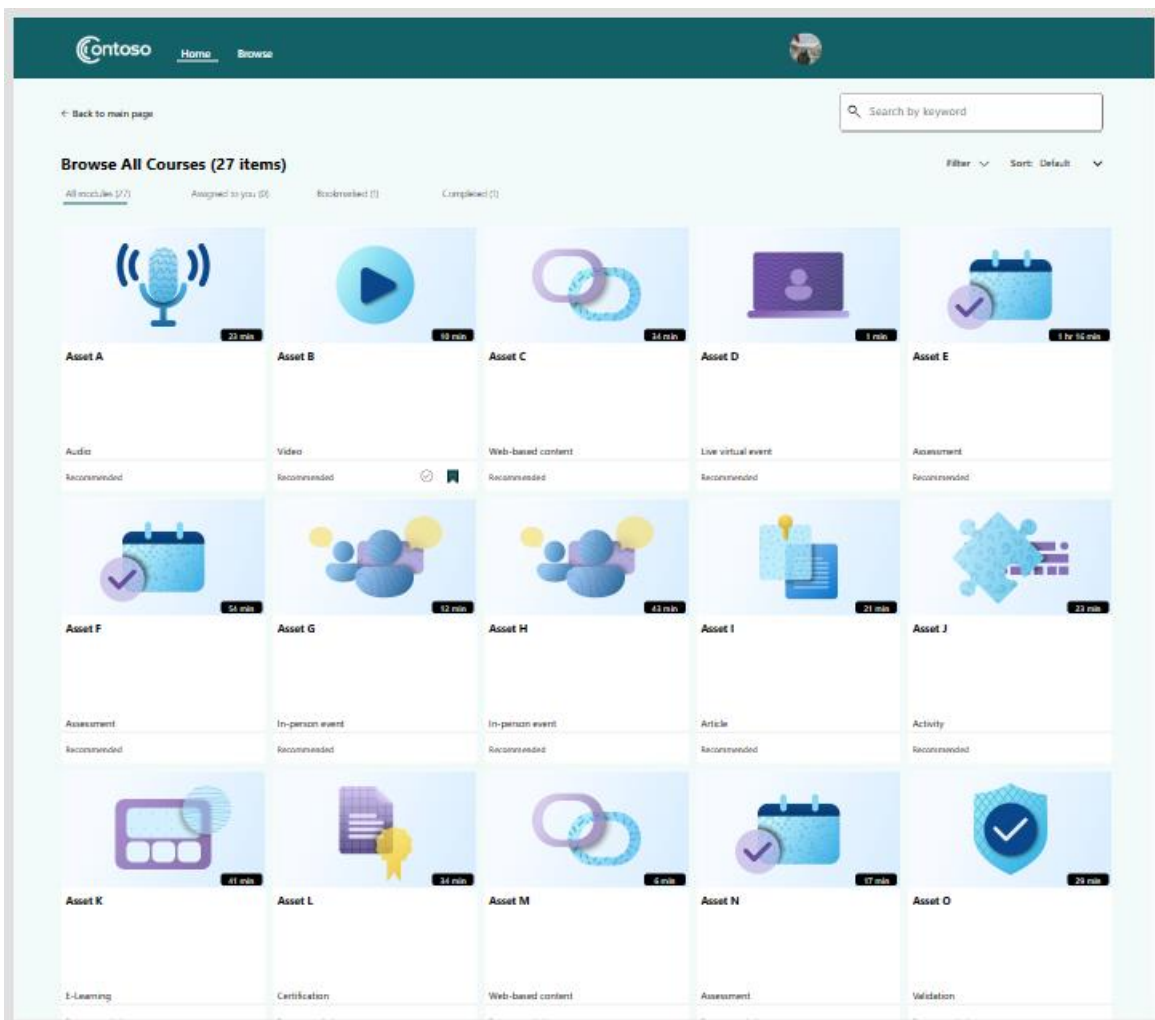 Contoso Home Browse
← Back to main page
Search by keyword
Browse All Courses (27 items)
Filter Sort: Default
All modules (27) Assigned to you (0) Bookmarked (1) Completed (1)
23 min 10 min 34 min 1 min 1 hr 16 min
Asset A Asset B Asset C Asset D Asset E
Audio Video Web-based content Live virtual event Assessment
Recommended Recommended Recommended Recommended Recommended
54 min 12 min 43 min 21 min 23 min
Asset F Asset G Asset H Asset I Asset J
Assessment In-person event In-person event Article Activity
Recommended Recommended Recommended Recommended Recommended
41 min 34 min 6 min 17 min 29 min
Asset K Asset L Asset M Asset N Asset O
E-Learning Certification Web-based content Assessment Validation